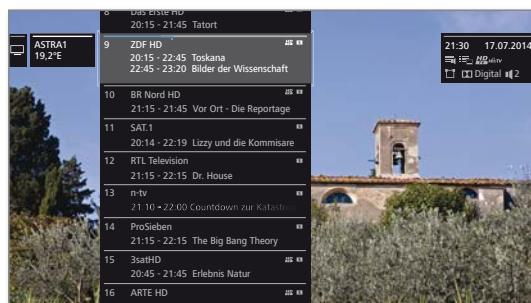 8 Das Erste HD
20:15 - 21:45 Tatort
ASTRA1
19,2°E
9 ZDF HD
20:15 - 22:45 Toskana
22:45 - 23:20 Bilder der Wissenschaft
21:30 17.07.2014
Digital 2
10 BR Nord HD
21:15 - 21:45 Vor Ort - Die Reportage
11 SAT.1
20:14 - 22:19 Lizzy und die Kommisare
12 RTL Television
21:15 - 22:15 Dr. House
13 n-tv
21:10 - 22:00 Countdown zur Katastro
14 ProSieben
21:15 - 22:15 The Big Bang Theory
15 3satHD
20:45 - 21:45 Erlebnis Natur
16 ARTE HD